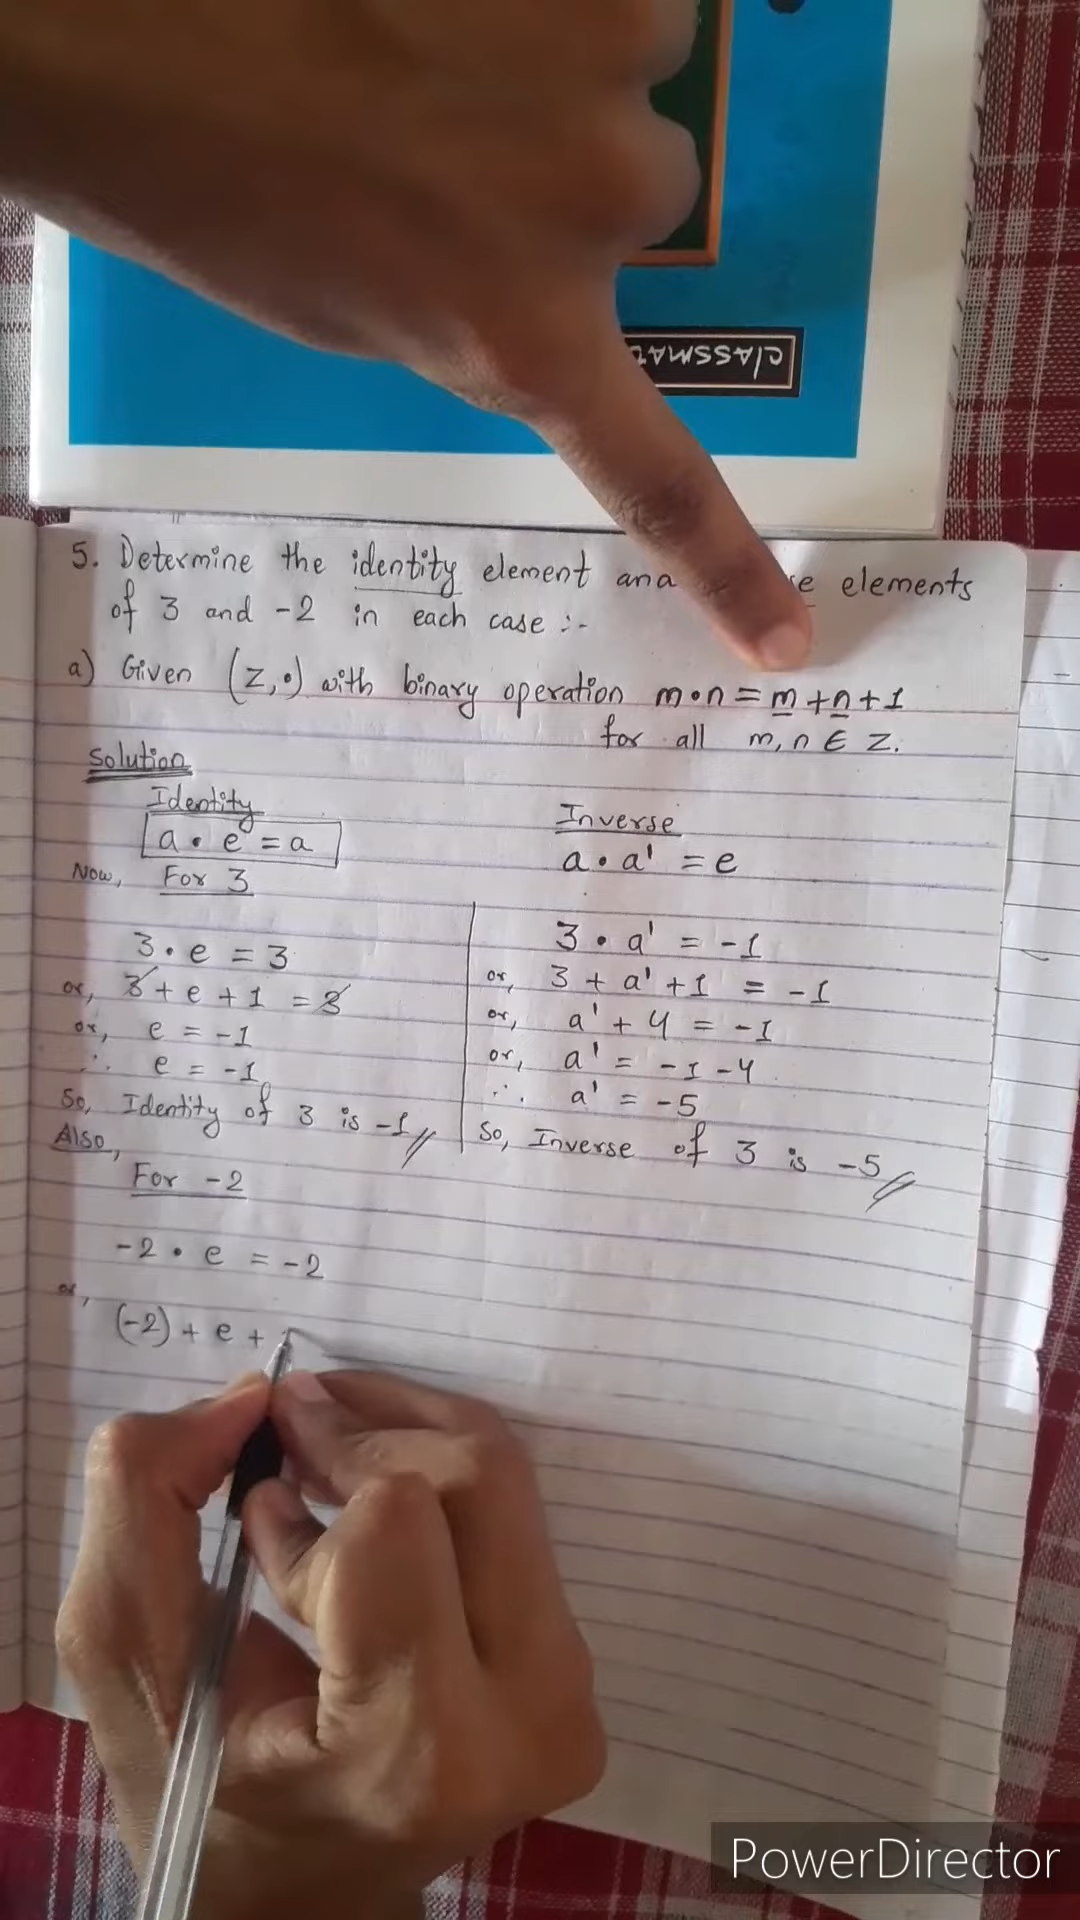 classma
5. Determine the identity element e elements
of 3 and -2 in each case :-
a) Given (Z,•) with binary operation m•n = m+n+1
for all m, n ∈ Z.
Solution
Identity
a • e = a
Now, For 3
3 • e = 3
or, 3 + e + 1 = 3
or, e = -1
∴ e = -1
So, Identity of 3 is -1
Inverse
a • a' = e
3 • a' = -1
or, 3 + a' + 1 = -1
or, a' + 4 = -1
or, a' = -1 -4
∴ a' = -5
So, Inverse of 3 is -5
Also,
For -2
-2 • e = -2
or,
(-2) + e +
PowerDirector